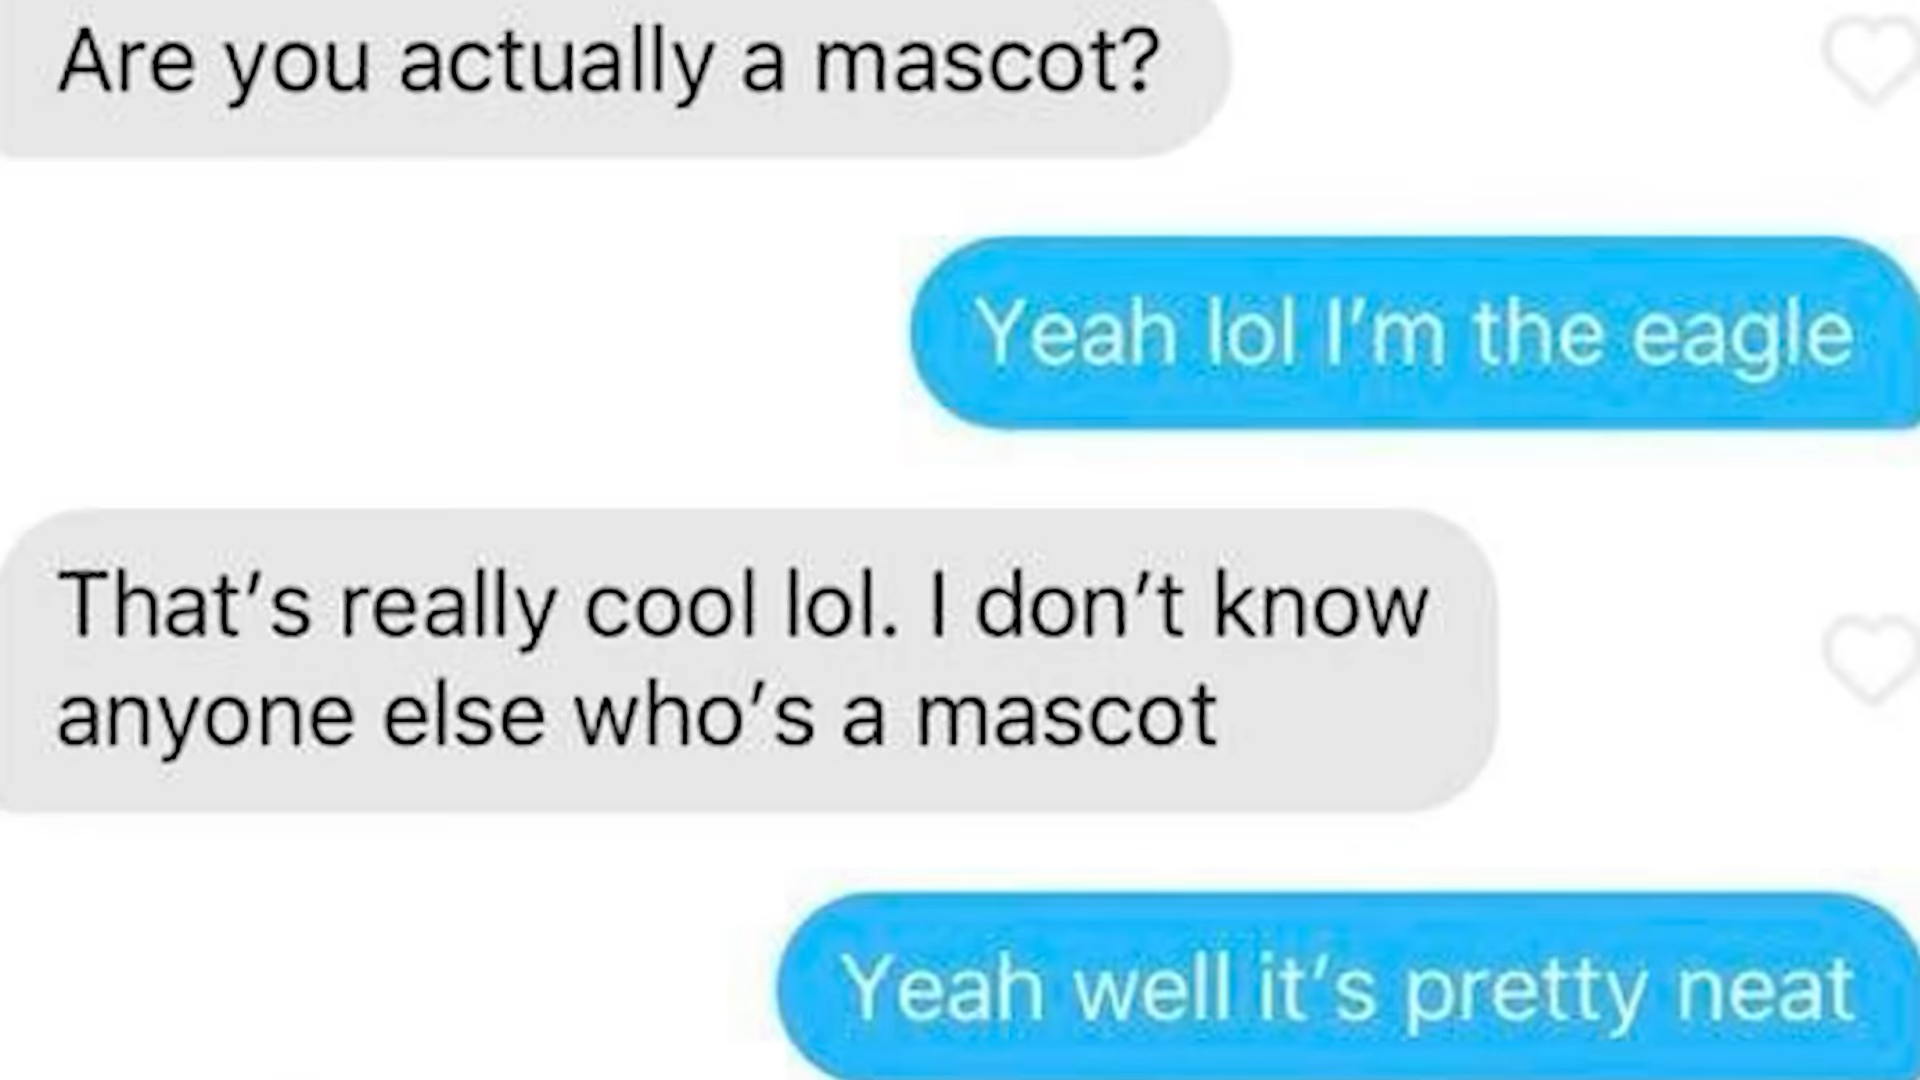 Are you actually a mascot?
Yeah lol I’m the eagle
That’s really cool lol. I don’t know
anyone else who’s a mascot
Yeah well it’s pretty neat